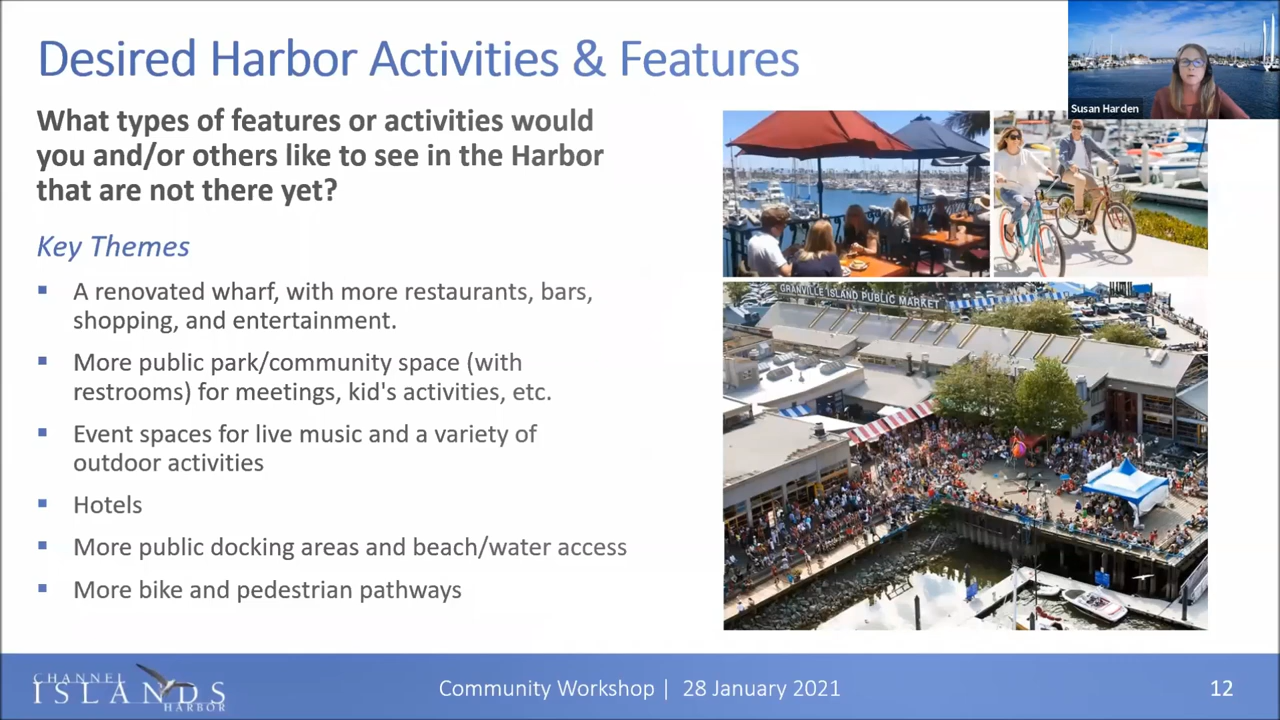 Desired Harbor Activities & Features
Susan Harden
What types of features or activities would
you and/or others like to see in the Harbor
that are not there yet?
Key Themes
A renovated wharf, with more restaurants, bars,
shopping, and entertainment.
More public park/community space (with
restrooms) for meetings, kid's activities, etc.
Event spaces for live music and a variety of
outdoor activities
Hotels
More public docking areas and beach/water access
More bike and pedestrian pathways
GRANVILLE ISLAND PUBLIC MARKET
CHANNEL
ISLANDS
HARBOR
Community Workshop | 28 January 2021
12